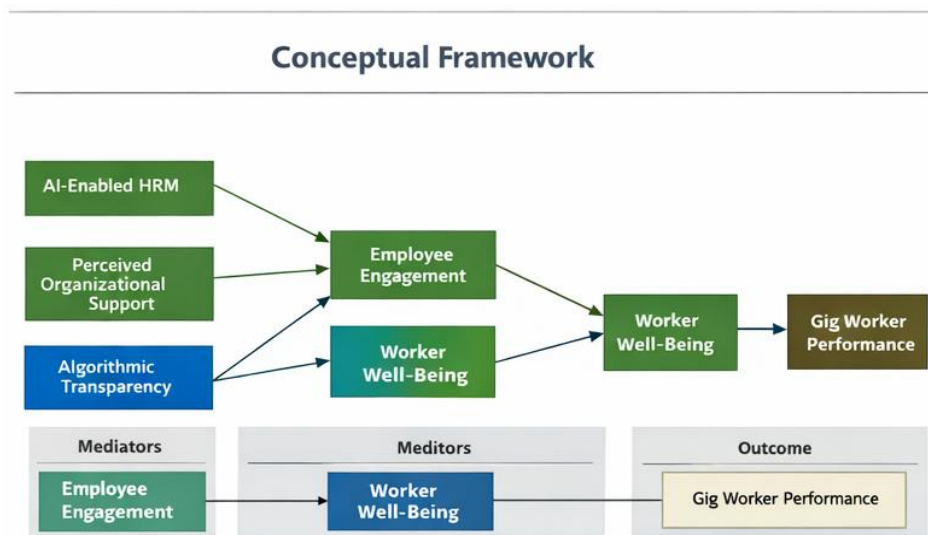 Conceptual Framework
AI-Enabled HRM
Perceived
Organizational
Support
Algorithmic
Transparency
Employee
Engagement
Worker
Well-Being
Worker
Well-Being
Gig Worker
Performance
Mediators
Employee
Engagement
Meditors
Worker
Well-Being
Outcome
Gig Worker Performance